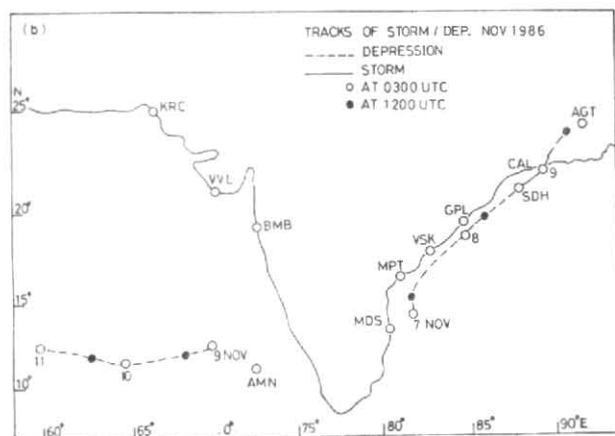 (b)
TRACKS OF STORM / DEP. NOV 1986
DEPRESSION
STORM
AT 0300 UTC
AT 1200 UTC
N
25°
KRC
AGT
VVL
CAL
9
SDH
20°
BMB
GPL
8
VSK
MPT
15°
MDS
7 NOV
9 NOV
11
10
AMN
10°
60°
65°
0°
75°
80°
85°
90°E